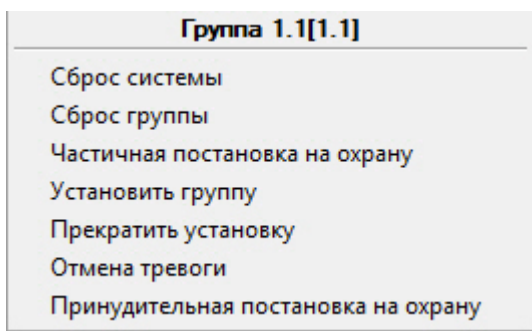 Группа 1.1[1.1]
Сброс системы
Сброс группы
Частичная постановка на охрану
Установить группу
Прекратить установку
Отмена тревоги
Принудительная постановка на охрану